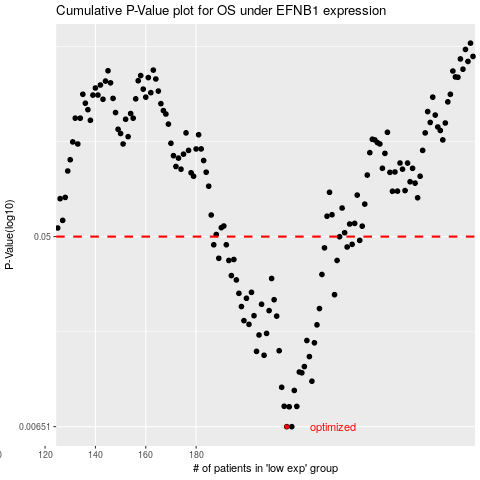 Cumulative P-Value plot for OS under EFNB1 expression
P-Value(log10)
0.05
0.00651
optimized
0 120 140 160 180
# of patients in 'low exp' group